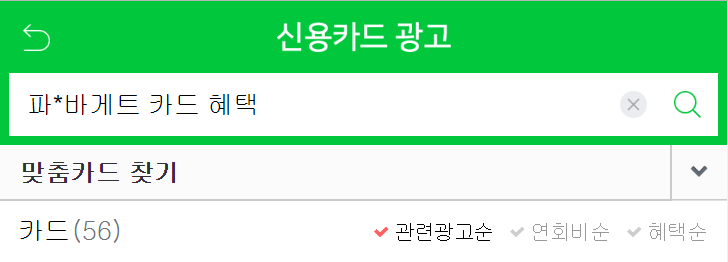 신용카드 광고
파*바게트 카드 혜택
맞춤카드 찾기
카드(56) 관련광고순 연회비순 혜택순